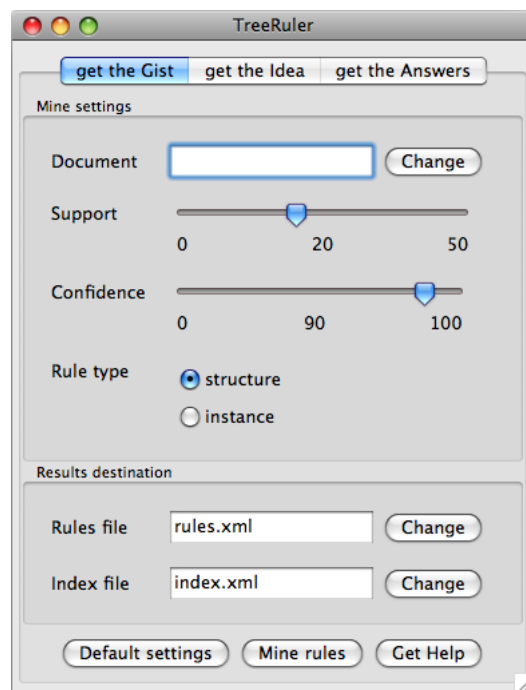 TreeRuler
get the Gist get the Idea get the Answers
Mine settings
Document Change
Support
0 20 50
Confidence
0 90 100
Rule type structure
instance
Results destination
Rules file rules.xml Change
Index file index.xml Change
Default settings Mine rules Get Help